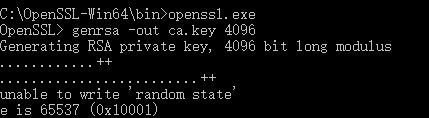 C:\OpenSSL-Win64\bin>openssl.exe
OpenSSL> genrsa -out ca.key 4096
Generating RSA private key, 4096 bit long modulus
............++
.........................++
unable to write 'random state'
e is 65537 (0x10001)